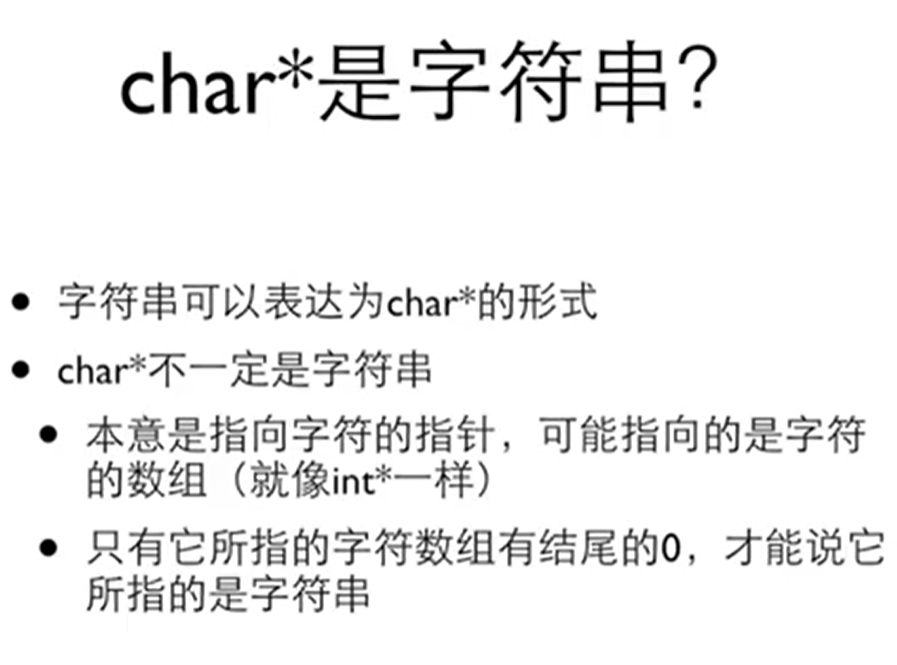 char*是字符串？
• 字符串可以表达为char*的形式
• char*不一定是字符串
• 本意是指向字符的指针，可能指向的是字符
的数组（就像int*一样）
• 只有它所指的字符数组有结尾的0，才能说它
所指的是字符串